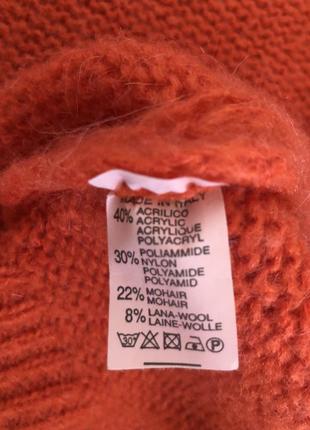 MADE IN ITALY
40% ACRILICO
ACRYLIC
ACRYLIQUE
POLYACRYL
30% POLIAMMIDE
NYLON
POLYAMIDE
POLYAMID
22% MOHAIR
MOHAIR
8% LANA-WOOL
LAINE-WOLLE
30° P